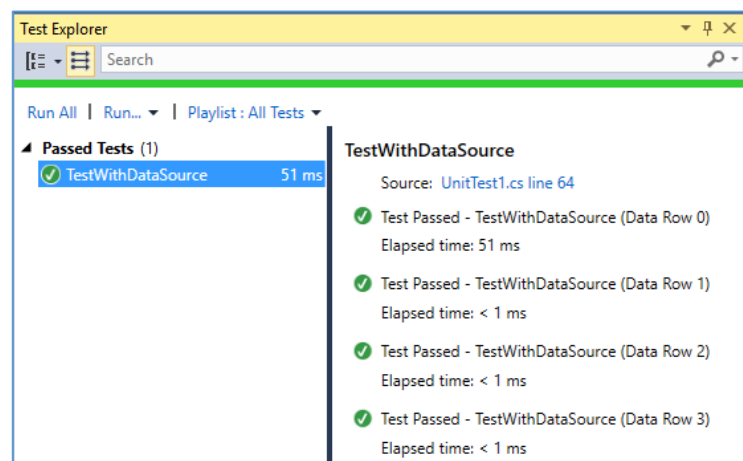 Test Explorer
Search
Run All | Run... | Playlist : All Tests
Passed Tests (1)
TestWithDataSource 51 ms
TestWithDataSource
Source: UnitTest1.cs line 64
Test Passed - TestWithDataSource (Data Row 0)
Elapsed time: 51 ms
Test Passed - TestWithDataSource (Data Row 1)
Elapsed time: < 1 ms
Test Passed - TestWithDataSource (Data Row 2)
Elapsed time: < 1 ms
Test Passed - TestWithDataSource (Data Row 3)
Elapsed time: < 1 ms